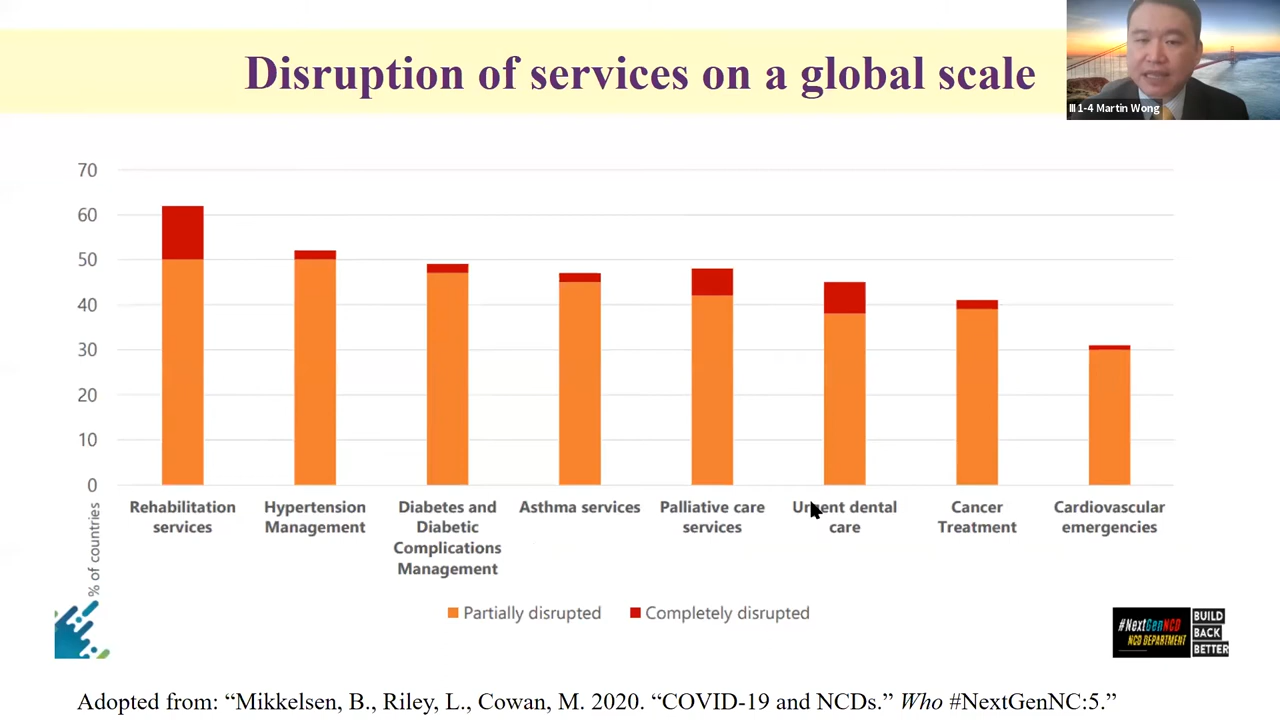 Disruption of services on a global scale
III 1-4 Martin Wong
70
60
50
40
30
20
10
0
% of countries
Rehabilitation
services
Hypertension
Management
Diabetes and
Diabetic
Complications
Management
Asthma services
Palliative care
services
Urgent dental
care
Cancer
Treatment
Cardiovascular
emergencies
Partially disrupted
Completely disrupted
#NextGenNCD
NCD DEPARTMENT
BUILD
BACK
BETTER
Adopted from: “Mikkelsen, B., Riley, L., Cowan, M. 2020. “COVID-19 and NCDs.” Who #NextGenNC:5.”